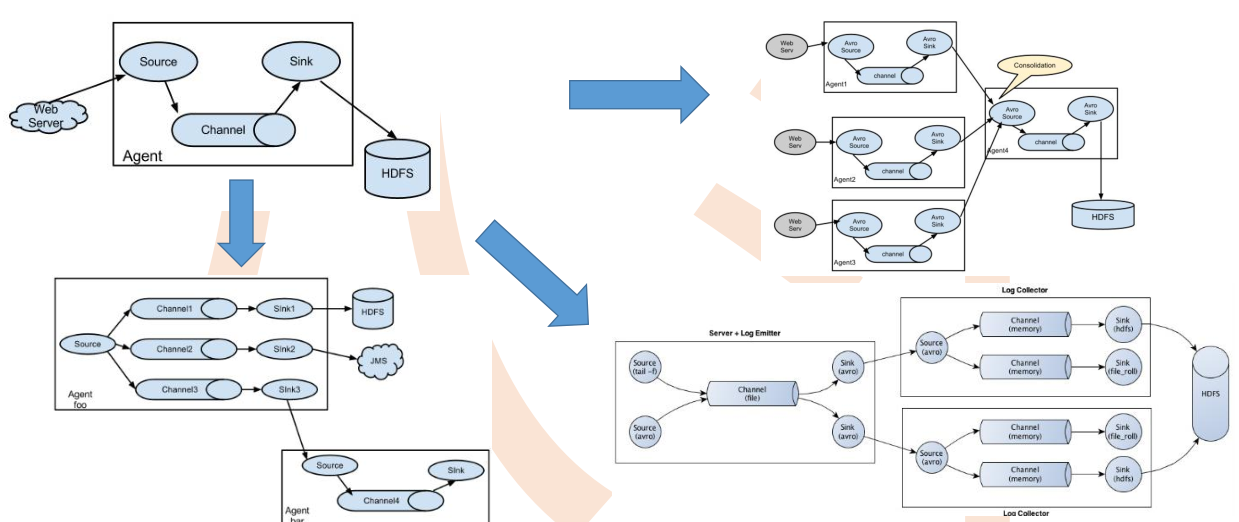 Source
Sink
Web
Server
Channel
Agent
HDFS
Web
Serv
Avro
Source
Avro
Sink
channel
Agent1
Consolidation
Web
Serv
Avro
Source
Avro
Sink
channel
Agent2
Avro
Source
Avro
Sink
channel
Agent4
Web
Serv
Avro
Source
Avro
Sink
channel
Agent3
HDFS
Channel1
SInk1
HDFS
Source
Channel2
SInk2
JMS
Channel3
SInk3
Agent
foo
Source
SInk
Channel4
Agent
bar
Server + Log Emitter
Source
(tail -f)
Source
(avro)
Channel
(file)
Sink
(avro)
Sink
(avro)
Log Collector
Source
(avro)
Channel
(memory)
Sink
(hdfs)
Channel
(memory)
Sink
(file_roll)
Source
(avro)
Channel
(memory)
Sink
(file_roll)
Channel
(memory)
Sink
(hdfs)
Log Collector
HDFS